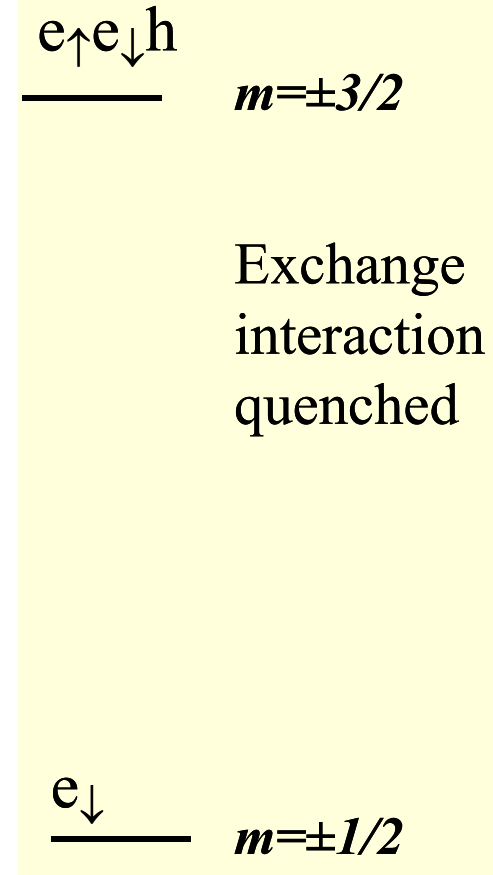 e↑e↓h
m=±3/2
Exchange
interaction
quenched
e↓
m=±1/2